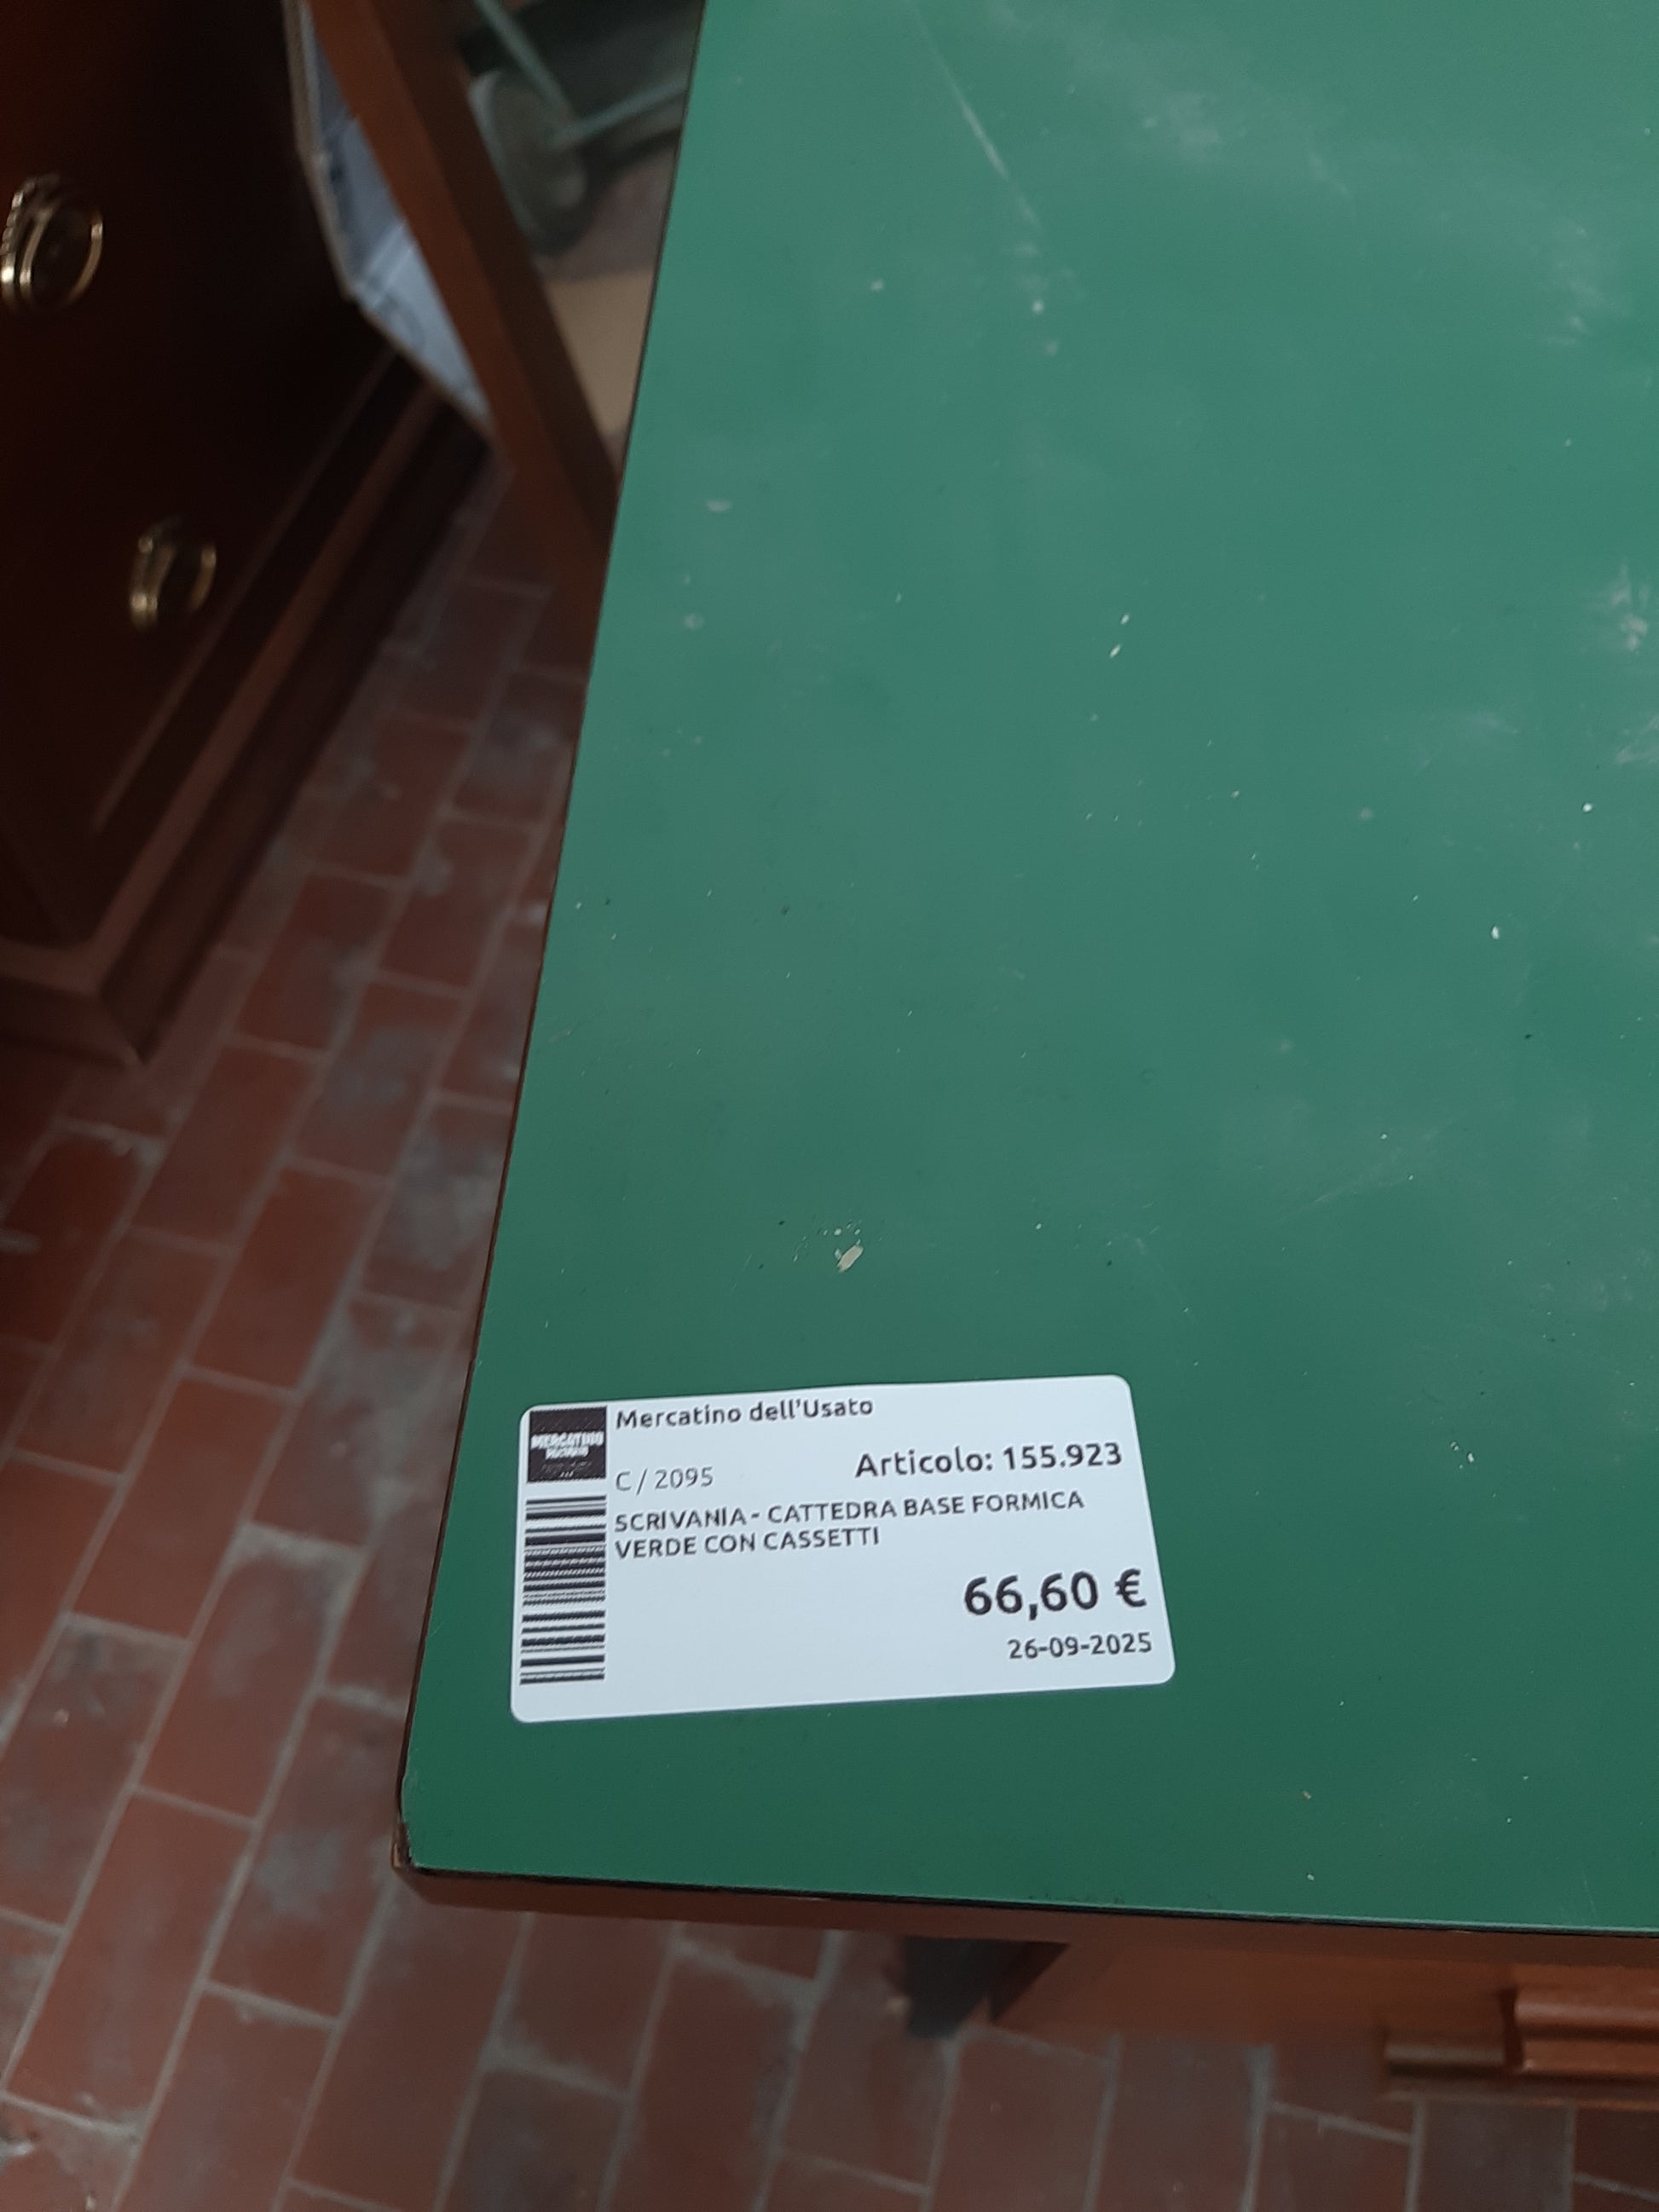 MERCATINO
Mercatino dell'Usato
C / 2095
Articolo: 155.923
SCRIVANIA - CATTEDRA BASE FORMICA
VERDE CON CASSETTI
66,60 €
26-09-2025